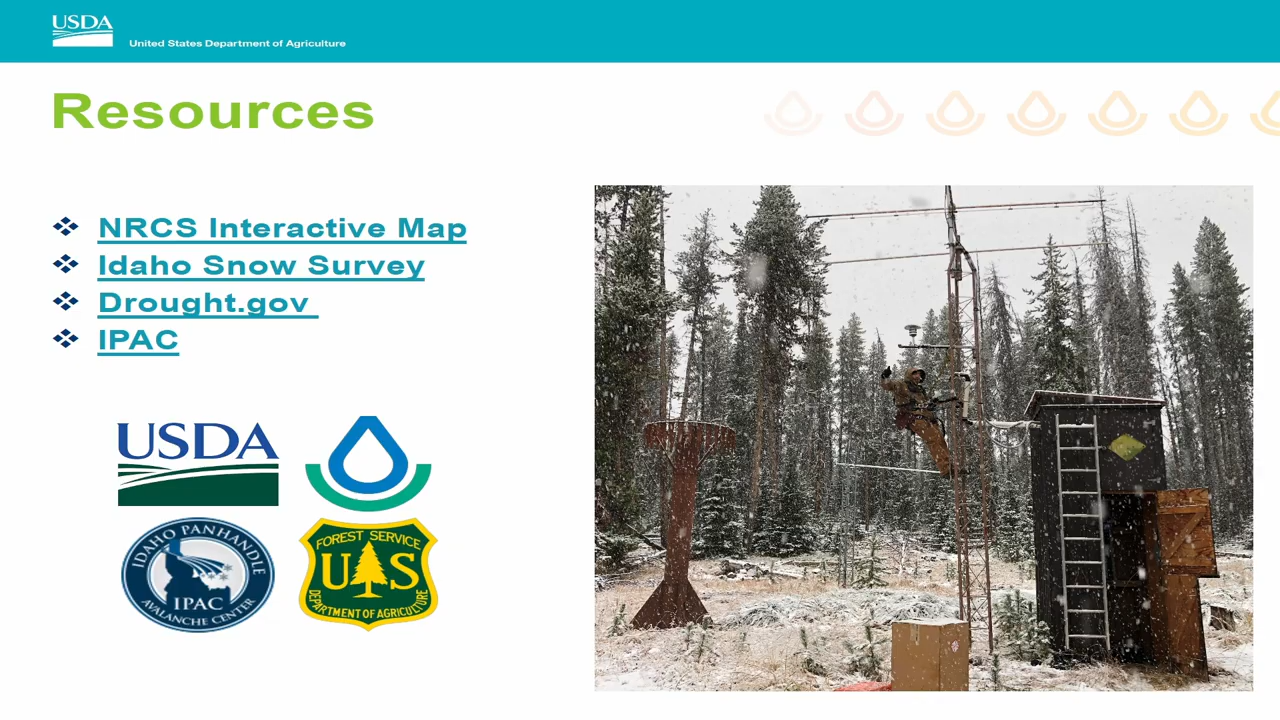 USDA
United States Department of Agriculture
Resources
NRCS Interactive Map
Idaho Snow Survey
Drought.gov
IPAC
USDA
IDAHO PANHANDLE
IPAC
AVALANCHE CENTER
FOREST SERVICE
U S
DEPARTMENT OF AGRICULTURE